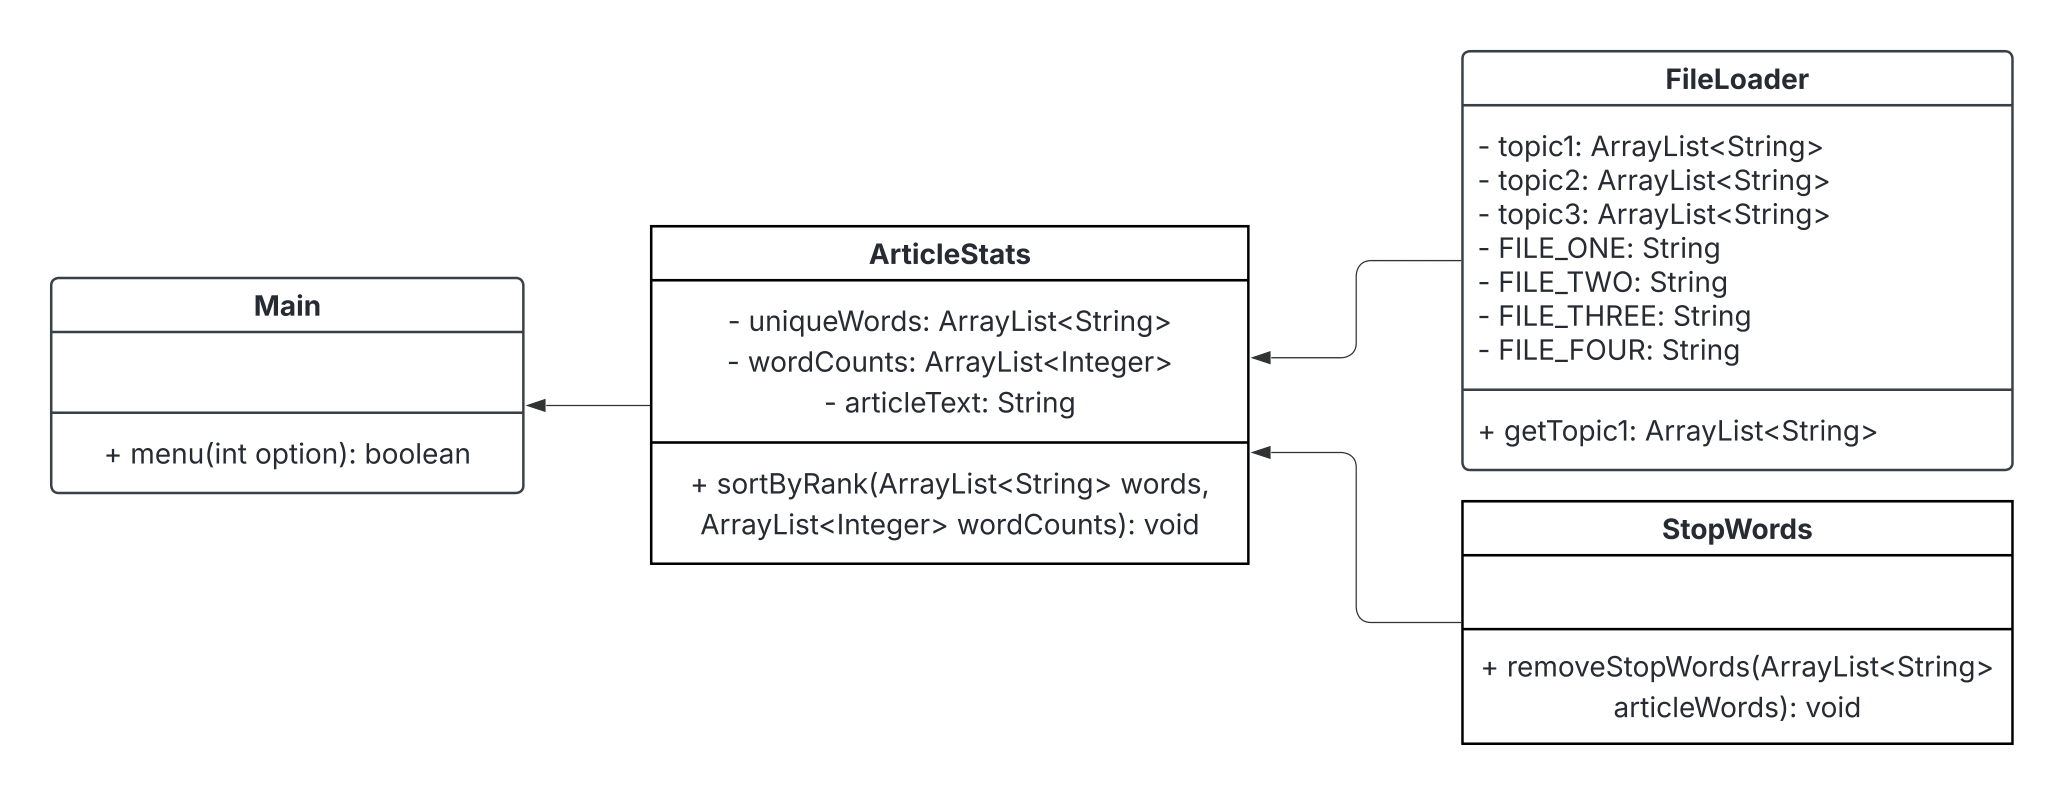 Main
+ menu(int option): boolean
ArticleStats
- uniqueWords: ArrayList<String>
- wordCounts: ArrayList<Integer>
- articleText: String
+ sortByRank(ArrayList<String> words,
ArrayList<Integer> wordCounts): void
FileLoader
- topic1: ArrayList<String>
- topic2: ArrayList<String>
- topic3: ArrayList<String>
- FILE_ONE: String
- FILE_TWO: String
- FILE_THREE: String
- FILE_FOUR: String
+ getTopic1: ArrayList<String>
StopWords
+ removeStopWords(ArrayList<String>
articleWords): void